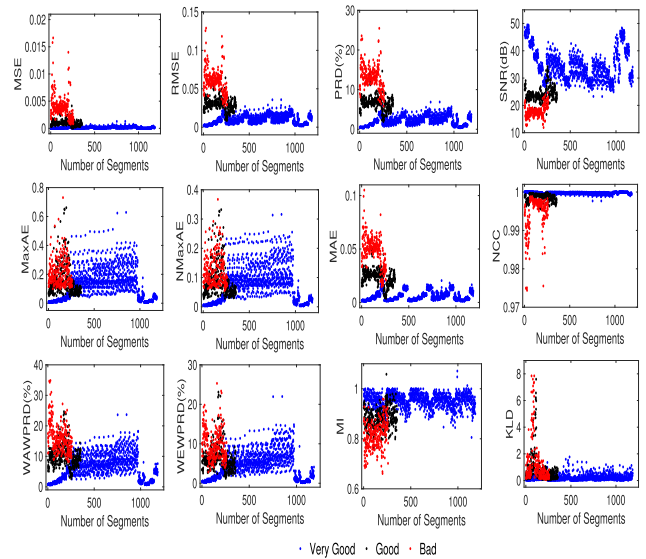 0.02
0.015
0.01
0.005
0
MSE
0 500 1000
Number of Segments
0.15
0.1
0.05
0
RMSE
0 500 1000
Number of Segments
30
20
10
0
PRD(%)
0 500 1000
Number of Segments
50
40
30
20
10
SNR(dB)
0 500 1000
Number of Segments
0.8
0.6
0.4
0.2
0
MaxAE
0 500 1000
Number of Segments
0.4
0.3
0.2
0.1
0
NMaxAE
0 500 1000
Number of Segments
0.1
0.05
0
MAE
0 500 1000
Number of Segments
1
0.99
0.98
0.97
NCC
0 500 1000
Number of Segments
40
30
20
10
0
WAWPRD(%)
0 500 1000
Number of Segments
30
20
10
0
WEWPRD(%)
0 500 1000
Number of Segments
1
0.8
0.6
MI
0 500 1000
Number of Segments
8
6
4
2
0
KLD
0 500 1000
Number of Segments
Very Good Good Bad